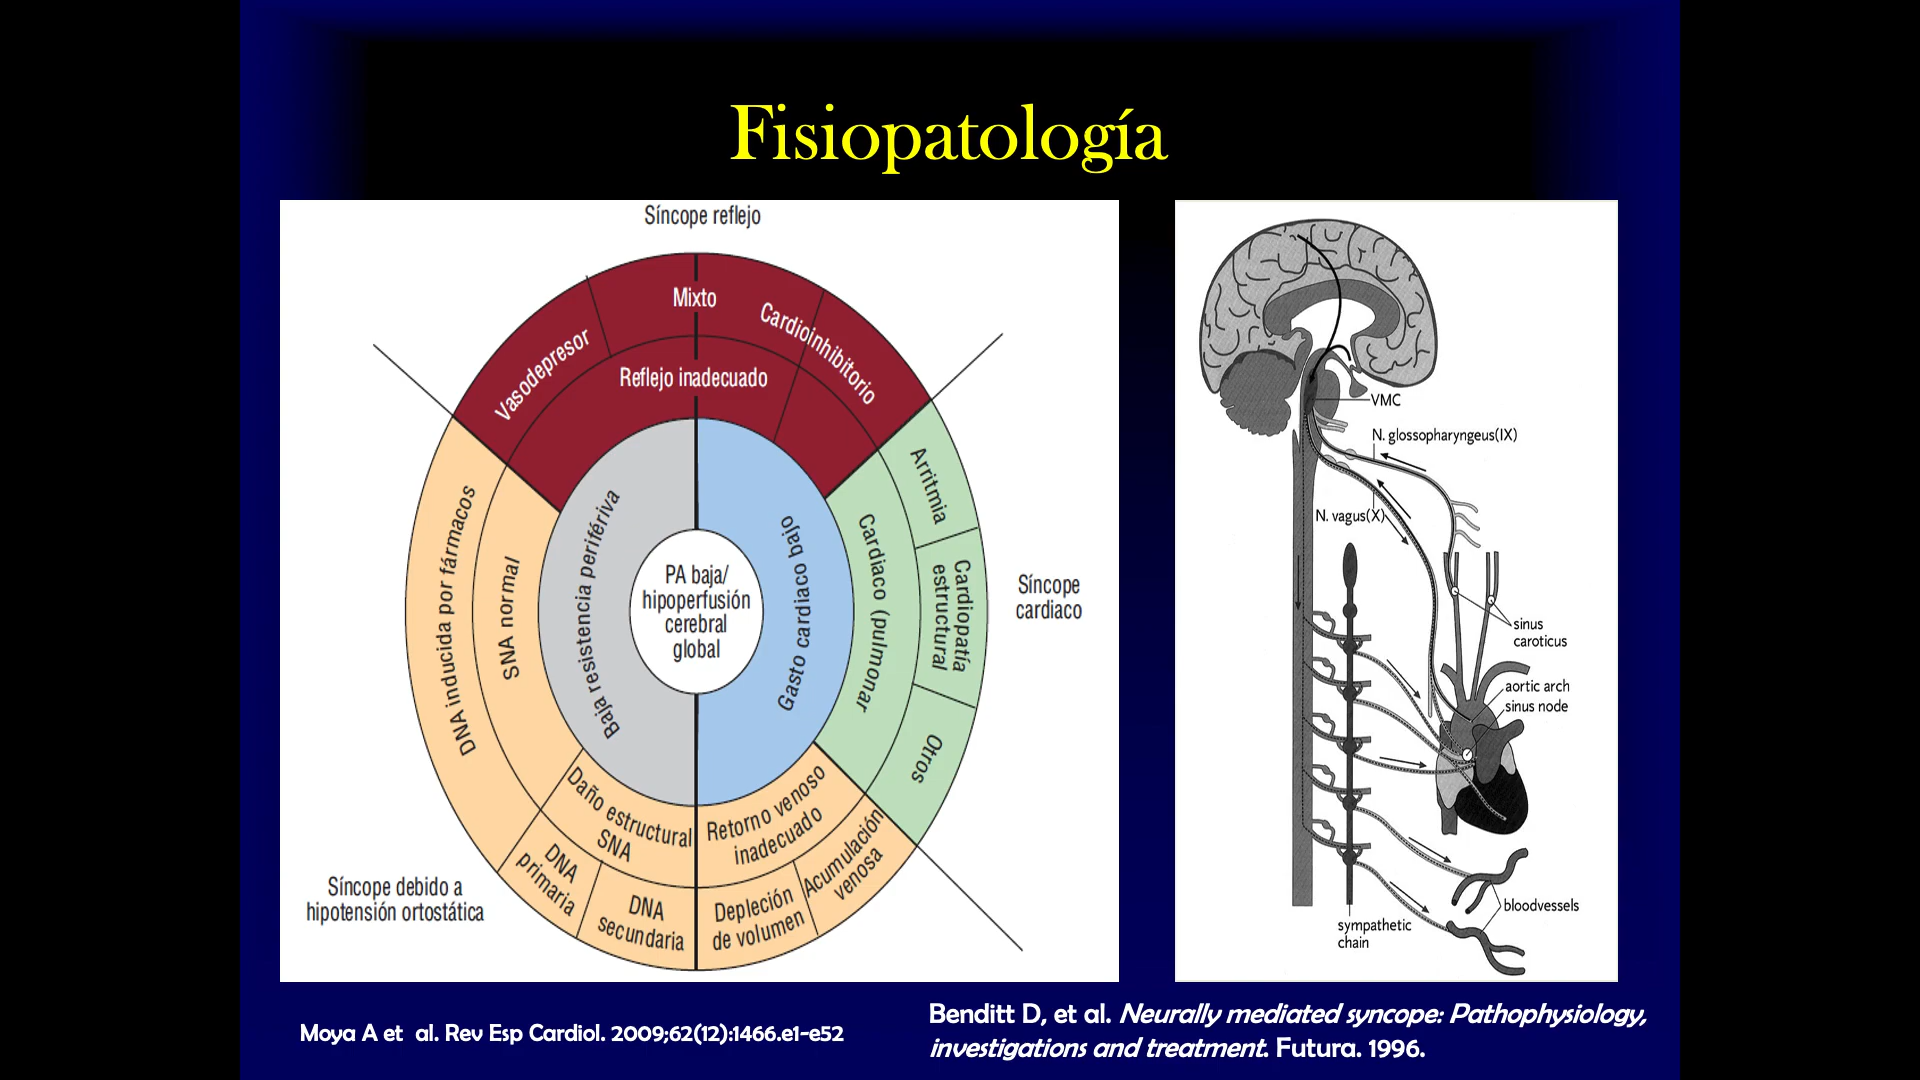 Fisiopatología
Síncope reflejo
Mixto
Vasodepresor
Cardioinhibitorio
Reflejo inadecuado
DNA inducida por fármacos
SNA normal
Baja resistencia perifériva
PA baja/
hipoperfusión
cerebral
global
Gasto cardiaco bajo
Cardiaco (pulmonar
Arritmia
Cardiopatía
estructural
Otros
Síncope
cardiaco
Daño estructural
SNA
Retorno venoso
inadecuado
DNA
primaria
DNA
secundaria
Depleción
de volumen
Acumulación
venosa
Síncope debido a
hipotensión ortostática
VMC
N. glossopharyngeus(IX)
N. vagus(X)
sinus
caroticus
aortic arch
sinus node
bloodvessels
sympathetic
chain
Moya A et al. Rev Esp Cardiol. 2009;62(12):1466.e1-e52
Benditt D, et al. Neurally mediated syncope: Pathophysiology,
investigations and treatment. Futura. 1996.